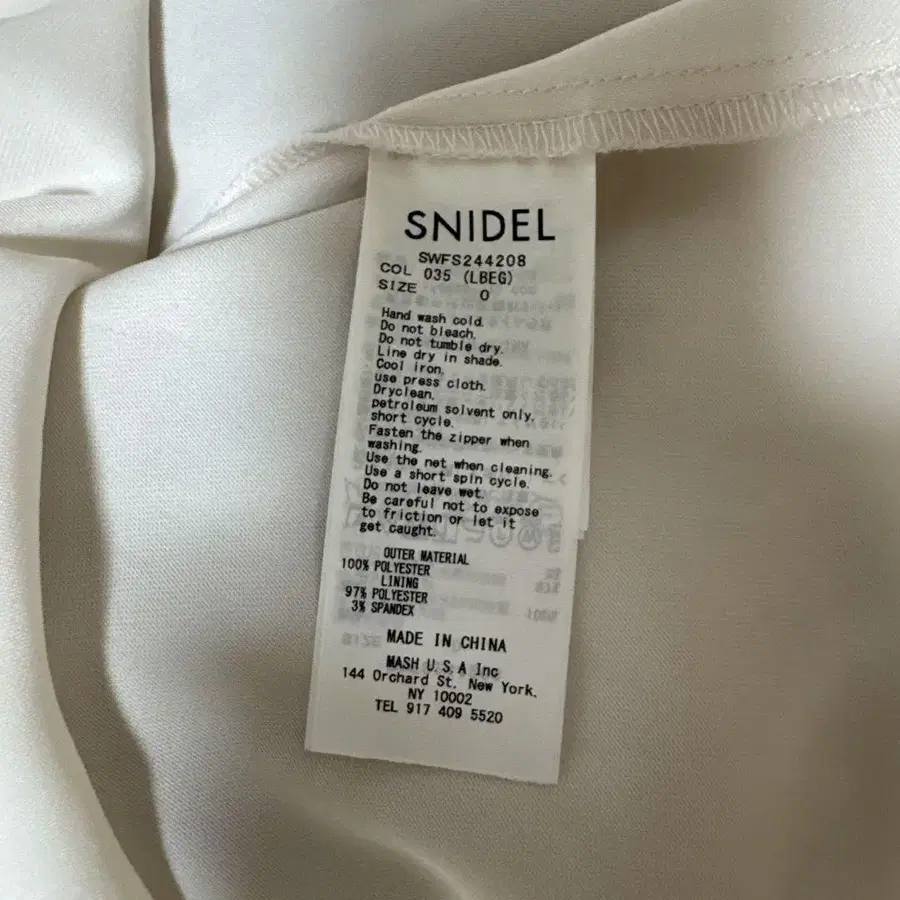 SNIDEL
SWFS244208
COL 035 (LBEG)
SIZE 0
Hand wash cold.
Do not bleach.
Do not tumble dry.
Line dry in shade.
Cool iron.
use press cloth.
Dryclean.
petroleum solvent only.
short cycle.
Fasten the zipper when
washing.
Use the net when cleaning.
Use a short spin cycle.
Do not leave wet.
Be careful not to expose
to friction or let it
get caught.
OUTER MATERIAL
100% POLYESTER
LINING
97% POLYESTER
3% SPANDEX
MADE IN CHINA
MASH U.S.A Inc
144 Orchard St. New York.
NY 10002
TEL 917 409 5520